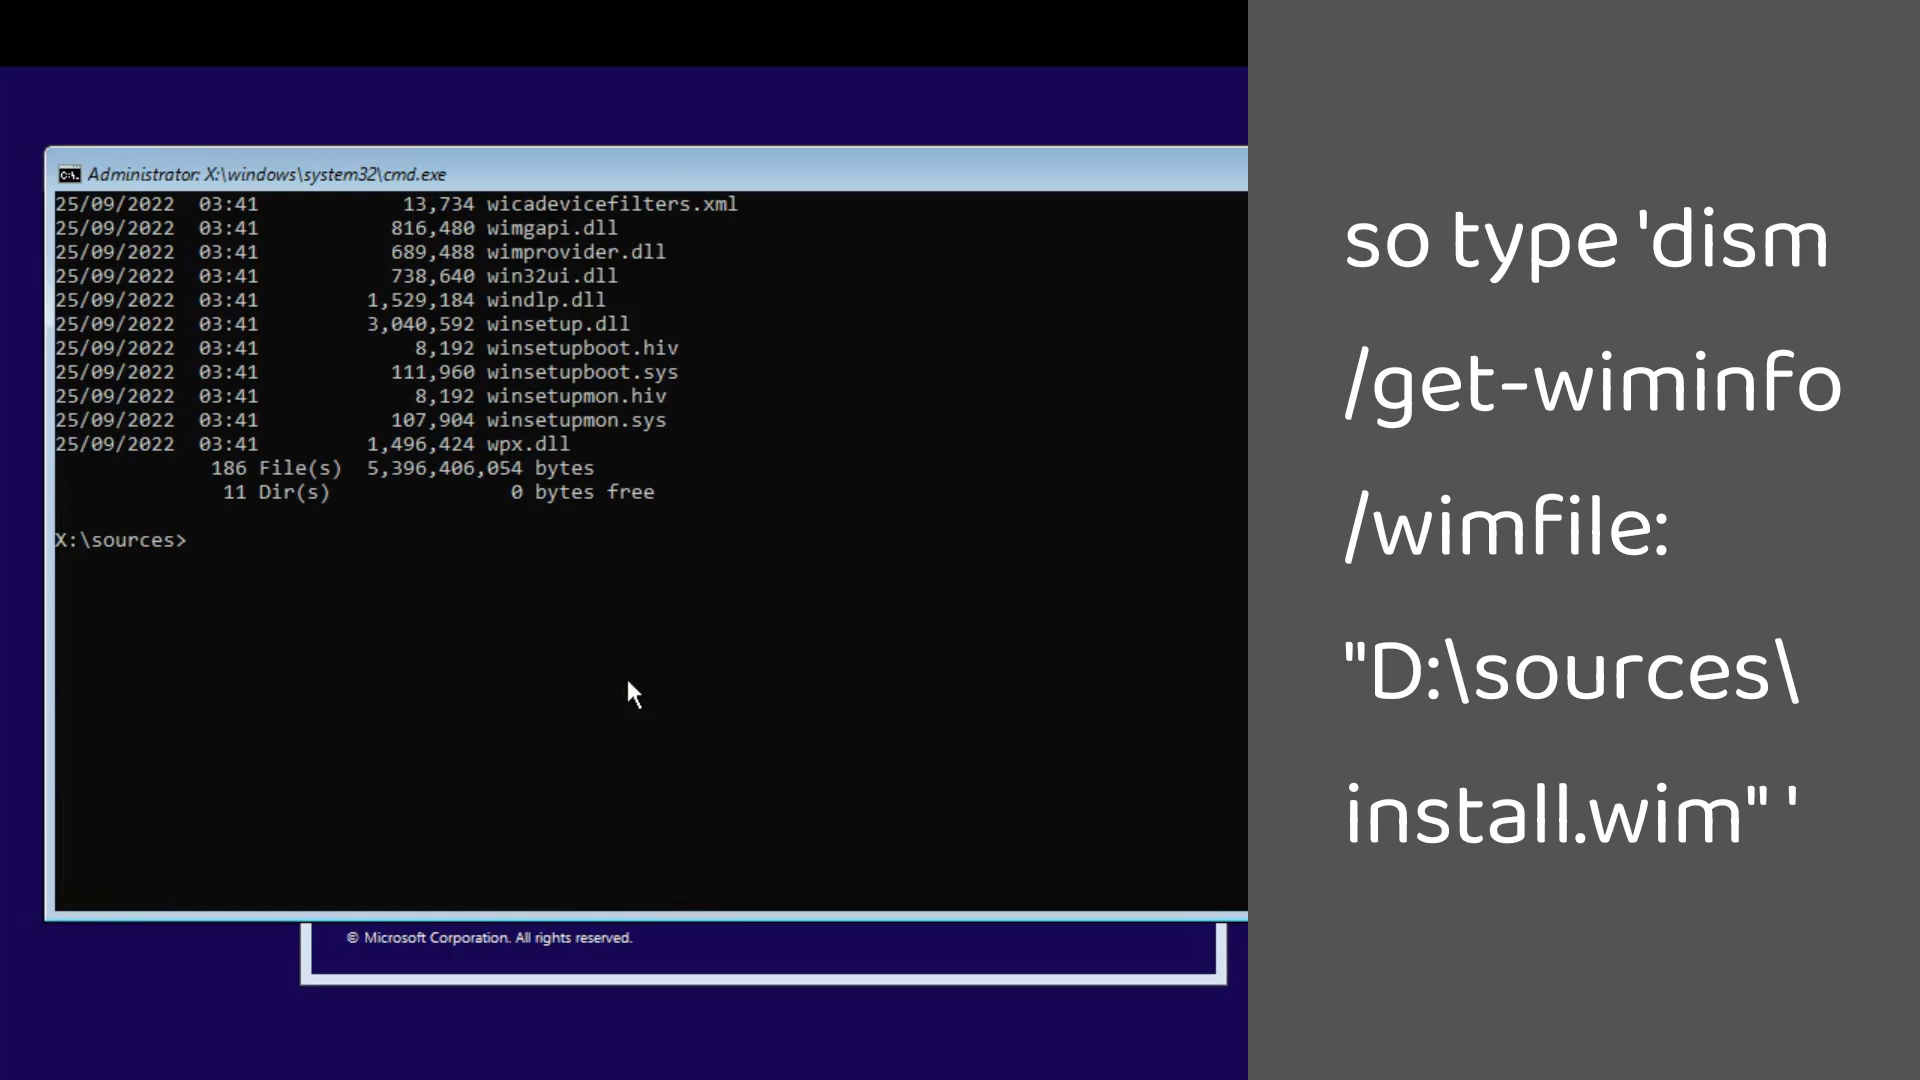 Administrator: X:\windows\system32\cmd.exe
25/09/2022  03:41            13,734 wicadevicefilters.xml
25/09/2022  03:41           816,480 wimgapi.dll
25/09/2022  03:41           689,488 wimprovider.dll
25/09/2022  03:41           738,640 win32ui.dll
25/09/2022  03:41         1,529,184 windlp.dll
25/09/2022  03:41         3,040,592 winsetup.dll
25/09/2022  03:41             8,192 winsetupboot.hiv
25/09/2022  03:41           111,960 winsetupboot.sys
25/09/2022  03:41             8,192 winsetupmon.hiv
25/09/2022  03:41           107,904 winsetupmon.sys
25/09/2022  03:41         1,496,424 wpx.dll
             186 File(s)  5,396,406,054 bytes
              11 Dir(s)               0 bytes free
X:\sources>
© Microsoft Corporation. All rights reserved.
so type 'dism
/get-wiminfo
/wimfile:
"D:\sources\
install.wim" '